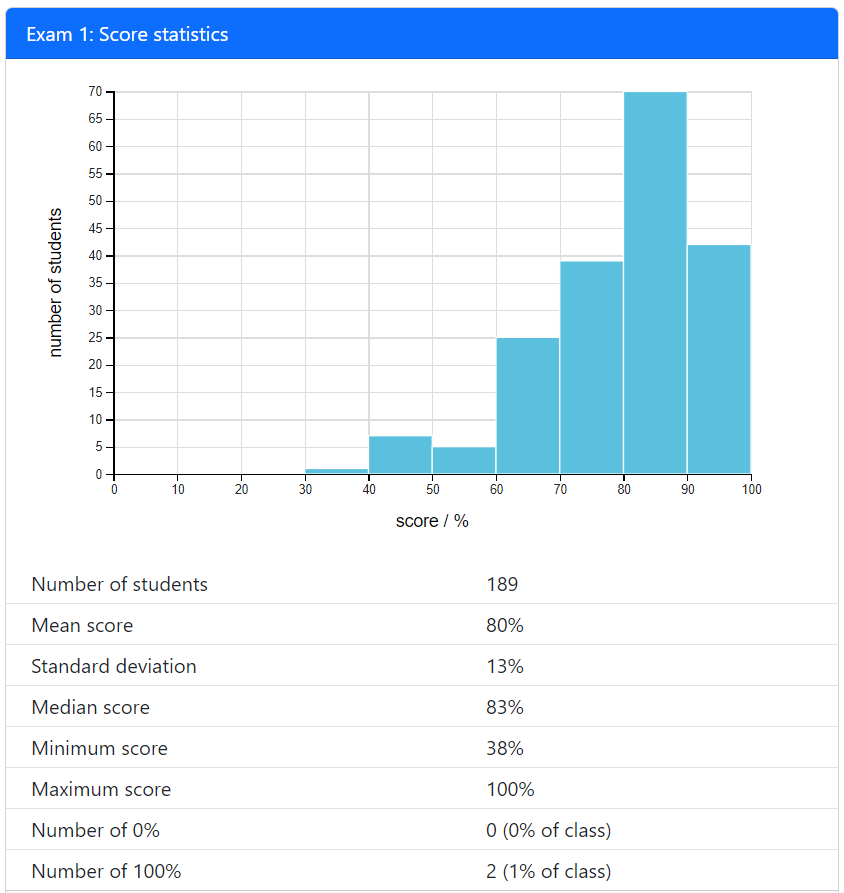 Exam 1: Score statistics
70
65
60
55
50
45
40
35
30
25
20
15
10
5
0
number of students
0 10 20 30 40 50 60 70 80 90 100
score / %
Number of students 189
Mean score 80%
Standard deviation 13%
Median score 83%
Minimum score 38%
Maximum score 100%
Number of 0% 0 (0% of class)
Number of 100% 2 (1% of class)